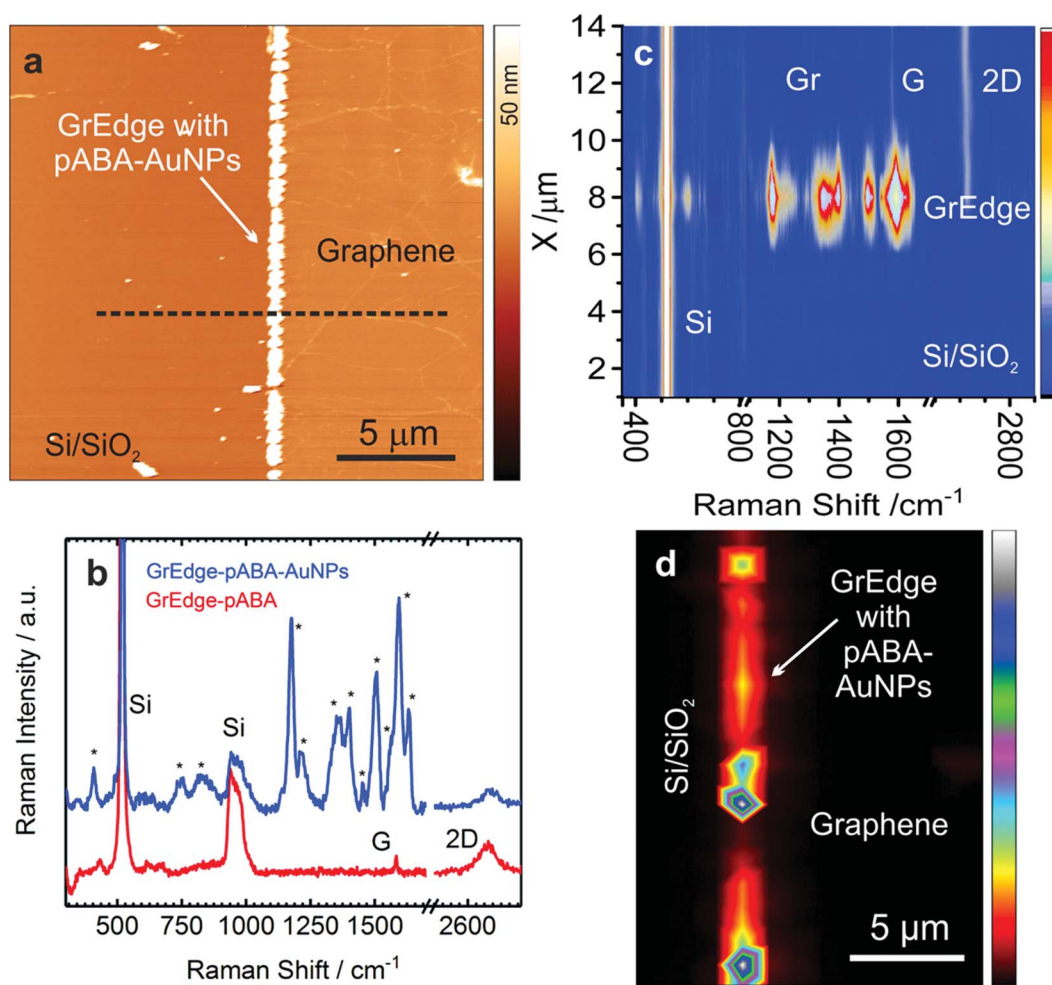 a
GrEdge with
pABA-AuNPs
Graphene
Si/SiO₂
5 μm
50 nm
c
Gr
G
2D
GrEdge
Si
Si/SiO₂
14
12
10
8
6
4
2
X /μm
400
800
1200
1400
1600
2800
Raman Shift /cm⁻¹
b
GrEdge-pABA-AuNPs
GrEdge-pABA
Si
Si
G
2D
* * * * * * * * * * * *
Raman Intensity / a.u.
500 750 1000 1250 1500 2600
Raman Shift / cm⁻¹
d
GrEdge
with
pABA-
AuNPs
Si/SiO₂
Graphene
5 μm